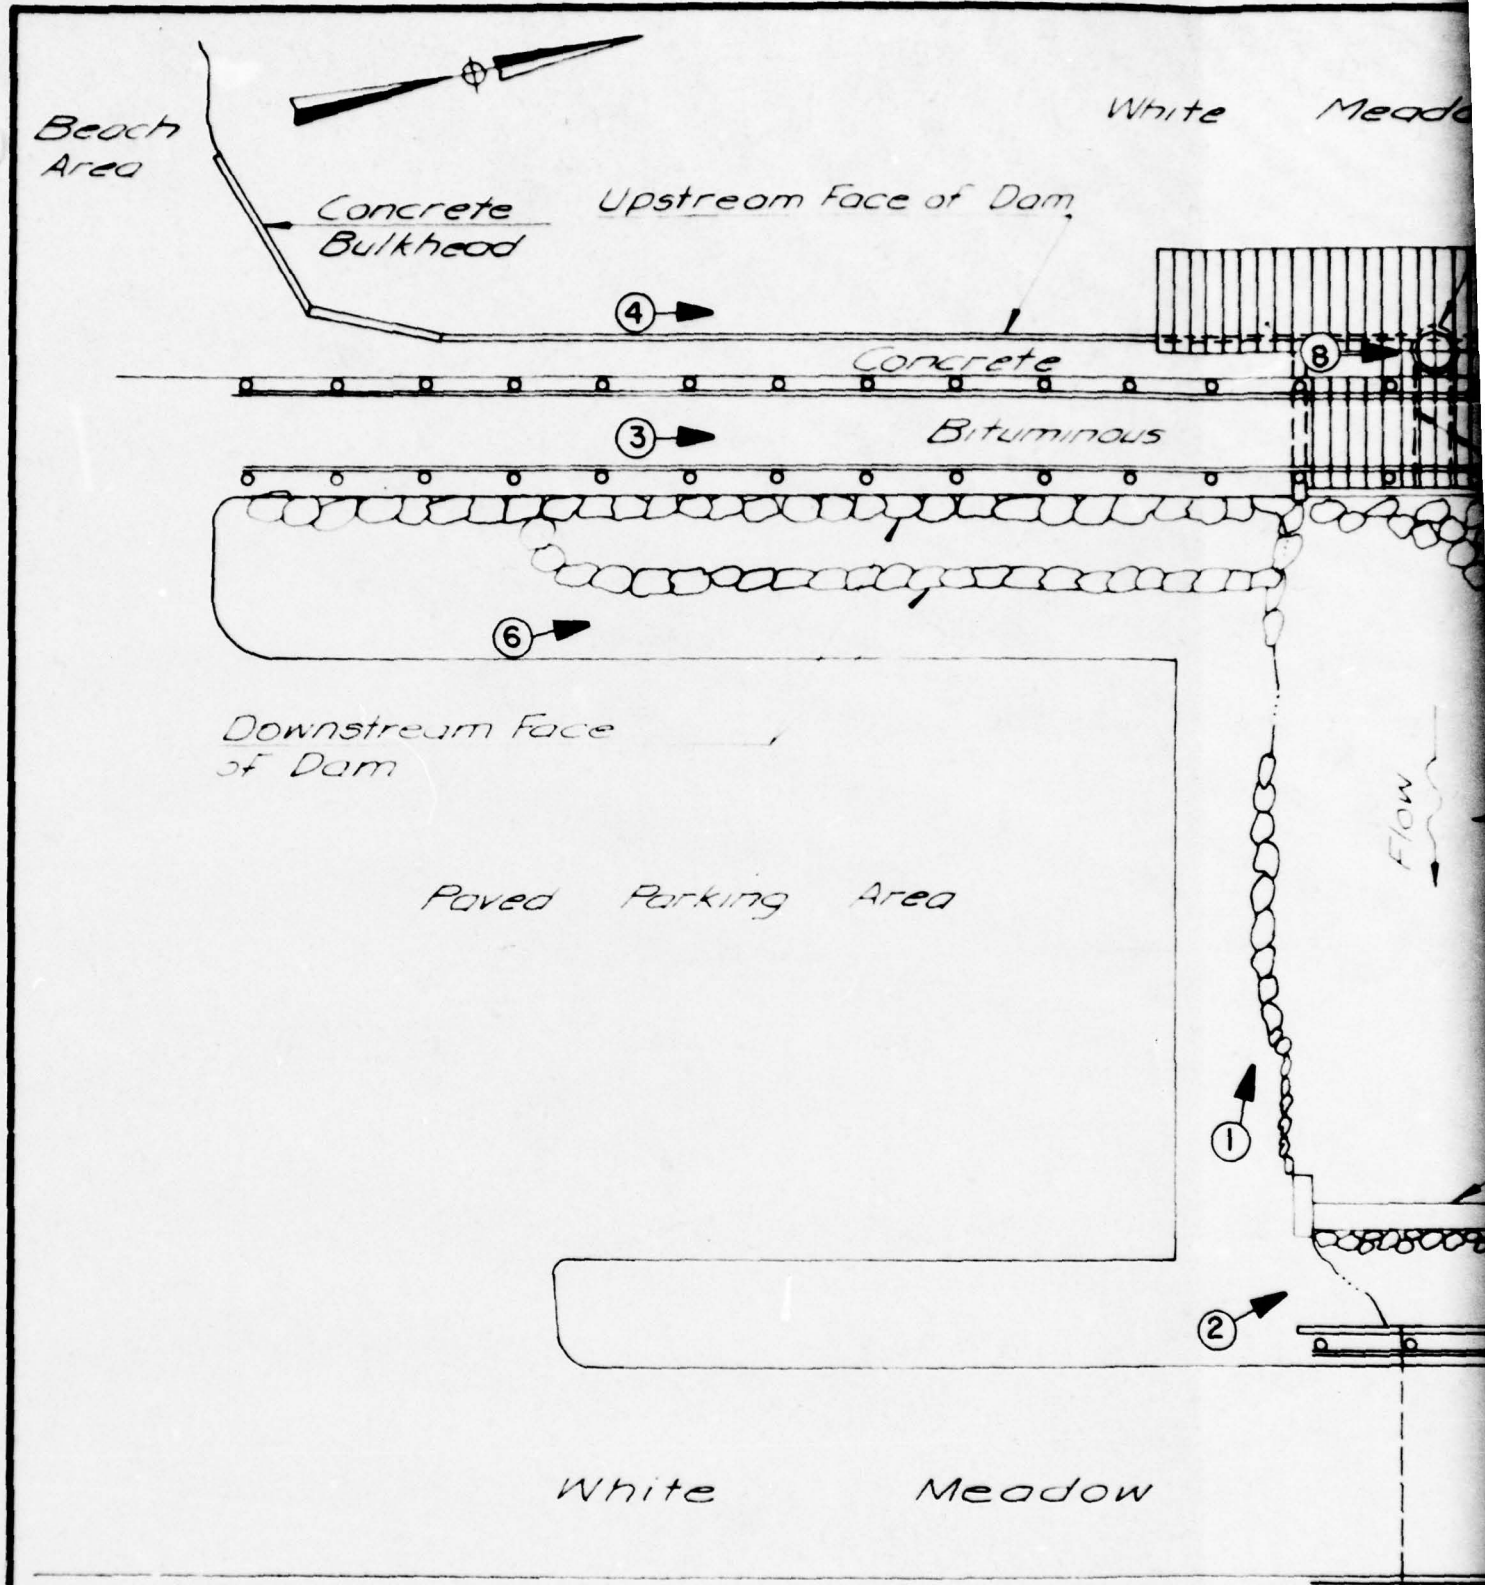 White Meado
Beach
Area
Concrete
Bulkhead
Upstream Face of Dam
4
8
Concrete
3
Bituminous
6
Downstream Face
of Dam
Flow
Paved Parking Area
1
2
White Meadow